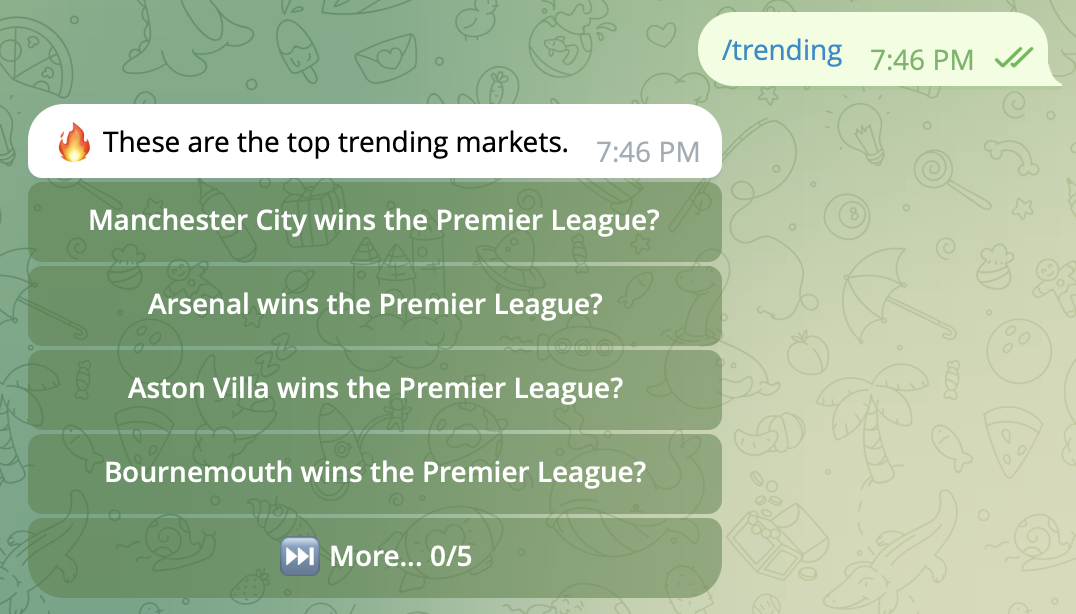 /trending 7:46 PM
🔥 These are the top trending markets. 7:46 PM
Manchester City wins the Premier League?
Arsenal wins the Premier League?
Aston Villa wins the Premier League?
Bournemouth wins the Premier League?
⏭ More... 0/5